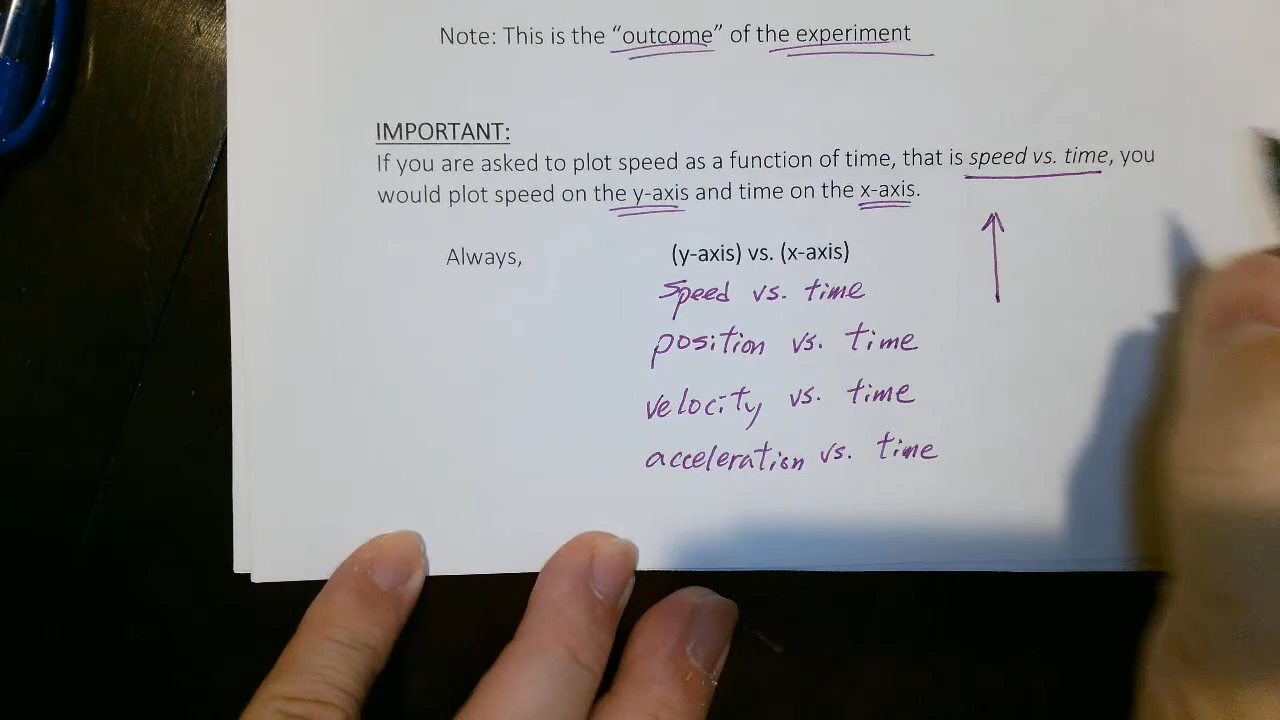 Note: This is the “outcome” of the experiment
IMPORTANT:
If you are asked to plot speed as a function of time, that is speed vs. time, you
would plot speed on the y-axis and time on the x-axis.
Always, (y-axis) vs. (x-axis)
speed vs. time
position vs. time
velocity vs. time
acceleration vs. time